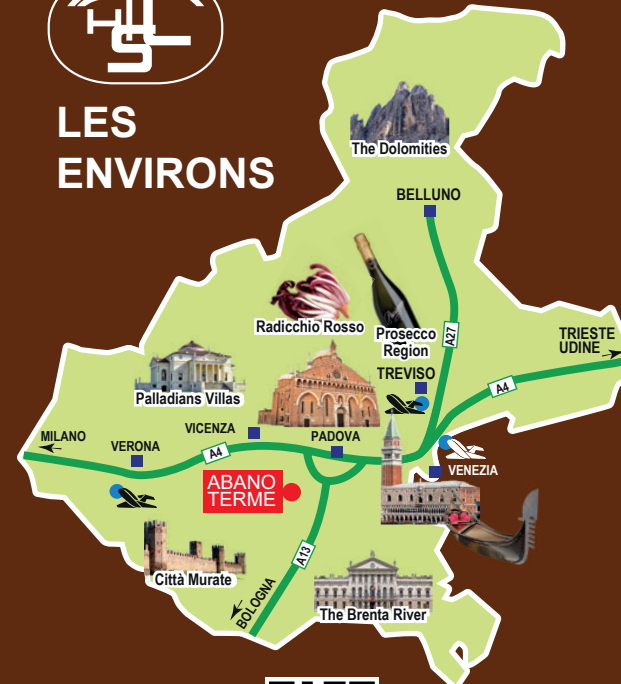 LES
ENVIRONS
The Dolomities
BELLUNO
Radicchio Rosso
Prosecco
Region
A27
TRIESTE
UDINE
TREVISO
A4
Palladians Villas
MILANO
VERONA
VICENZA
A4
PADOVA
VENEZIA
ABANO
TERME
A13
Città Murate
BOLOGNA
The Brenta River